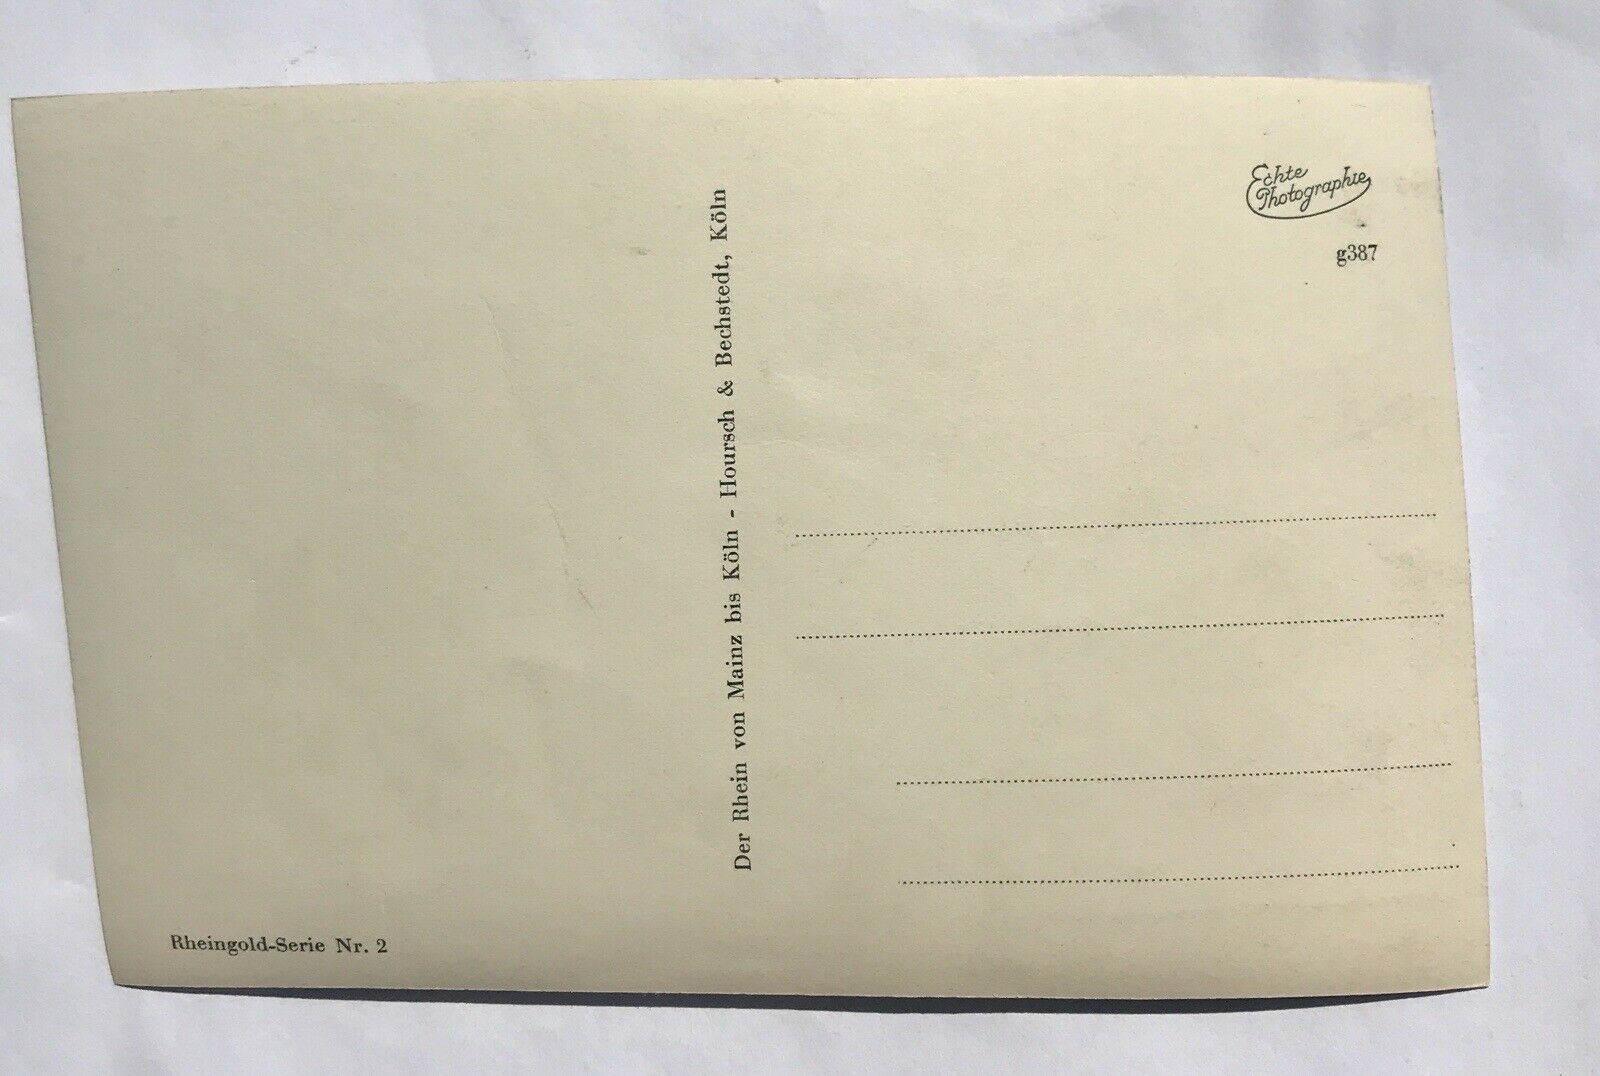 Echte
Photographie
g387
Der Rhein von Mainz bis Köln - Hoursch & Bechstedt, Köln
Rheingold-Serie Nr. 2